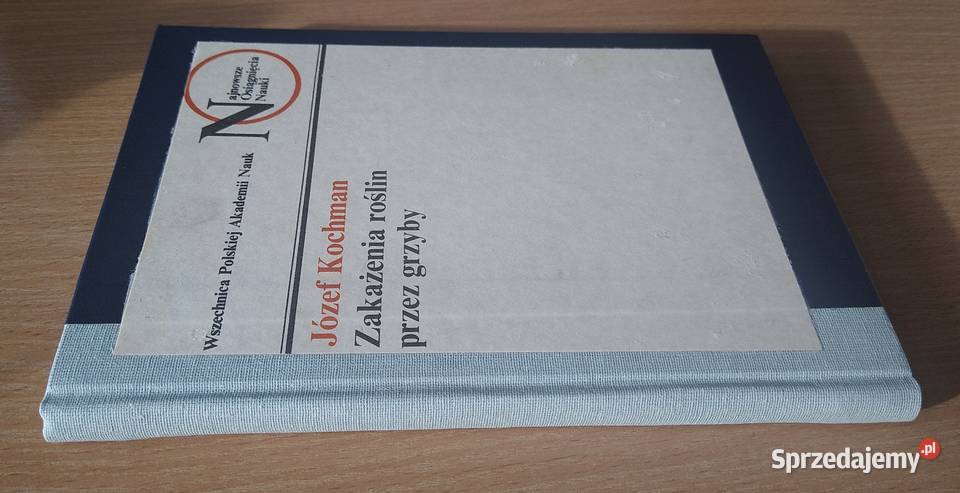 Wszechnica Polskiej Akademii Nauk
Najnowsze
Osiągnięcia
Nauki
Józef Kochman
Zakażenia roślin
przez grzyby
Sprzedajemy.pl